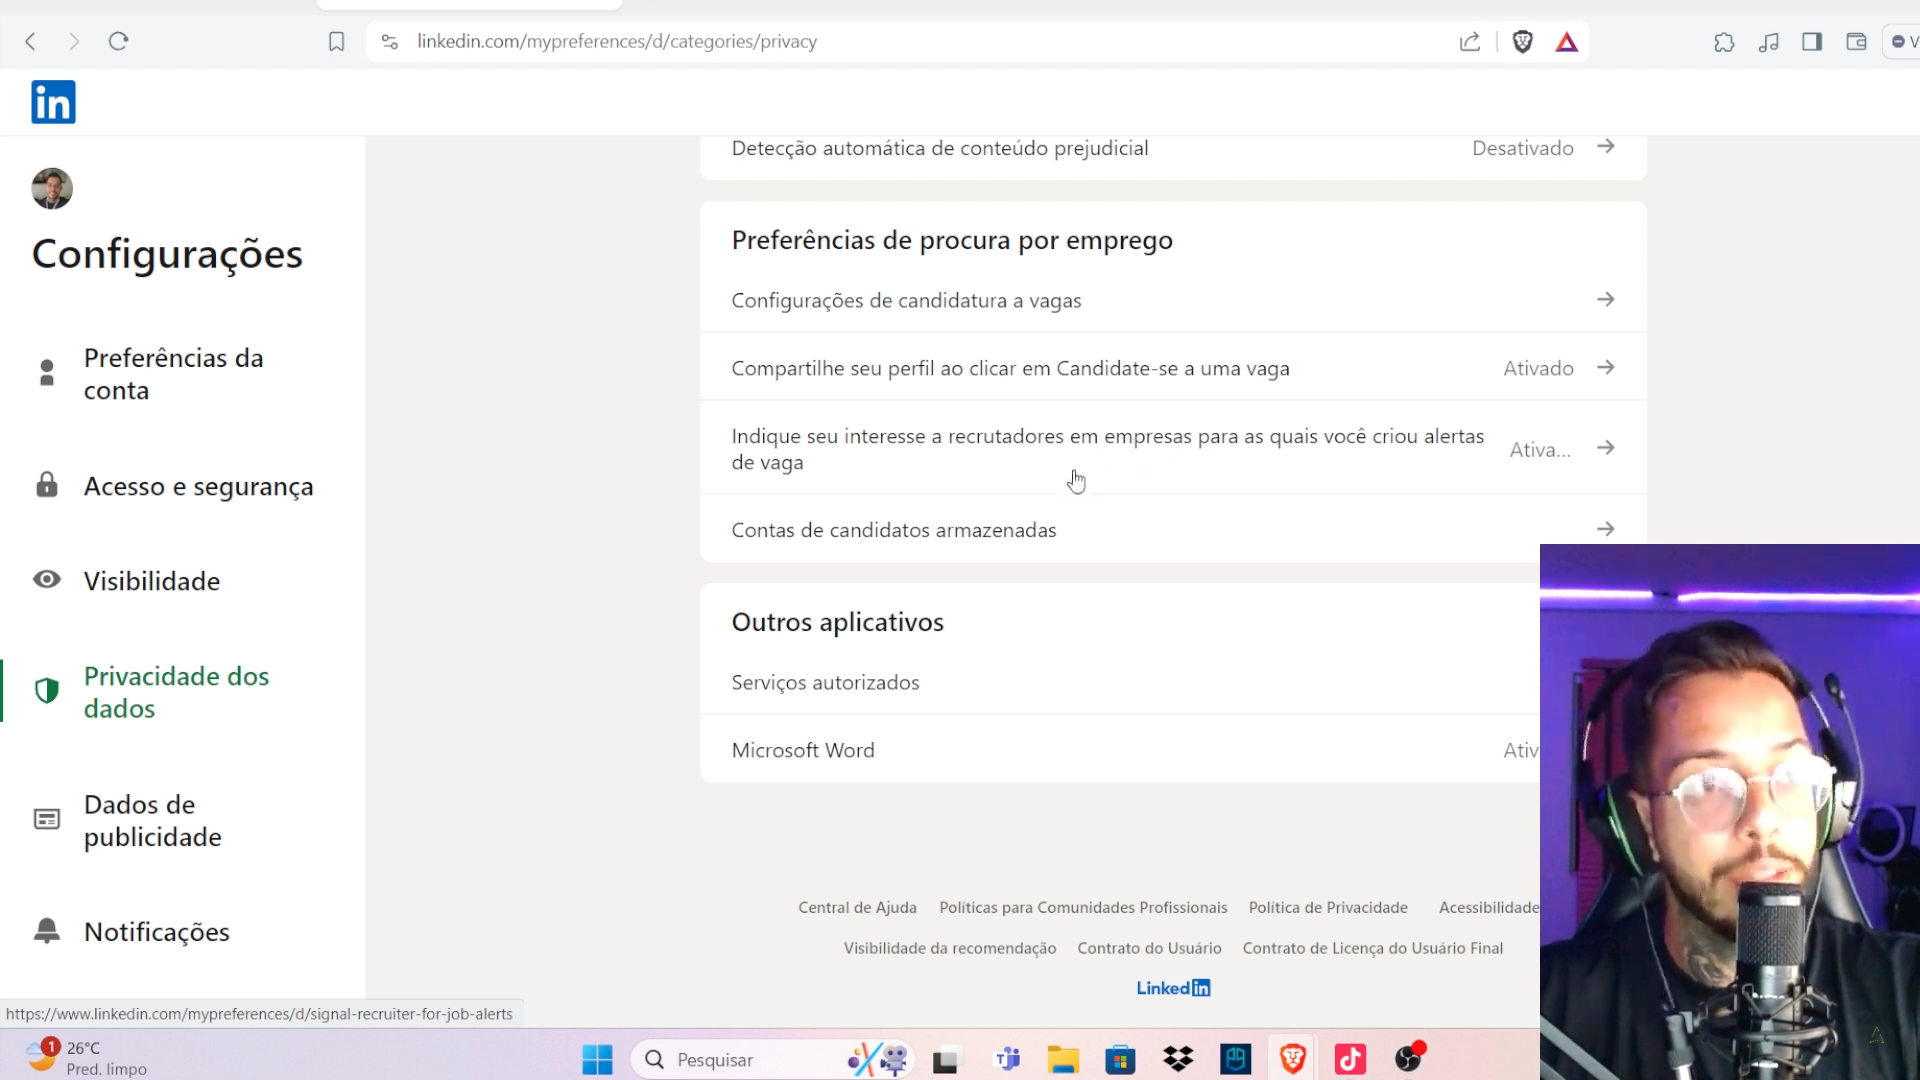 linkedin.com/mypreferences/d/categories/privacy
V
in
Detecção automática de conteúdo prejudicial
Desativado
Configurações
Preferências da
conta
Acesso e segurança
Visibilidade
Privacidade dos
dados
Dados de
publicidade
Notificações
Preferências de procura por emprego
Configurações de candidatura a vagas
Compartilhe seu perfil ao clicar em Candidate-se a uma vaga
Ativado
Indique seu interesse a recrutadores em empresas para as quais você criou alertas
de vaga
Ativa...
Contas de candidatos armazenadas
Outros aplicativos
Serviços autorizados
Microsoft Word
Ativ
Central de Ajuda
Políticas para Comunidades Profissionais
Política de Privacidade
Acessibilidade
Visibilidade da recomendação
Contrato do Usuário
Contrato de Licença do Usuário Final
Linked in
https://www.linkedin.com/mypreferences/d/signal-recruiter-for-job-alerts
1
26°C
Pred. limpo
Pesquisar